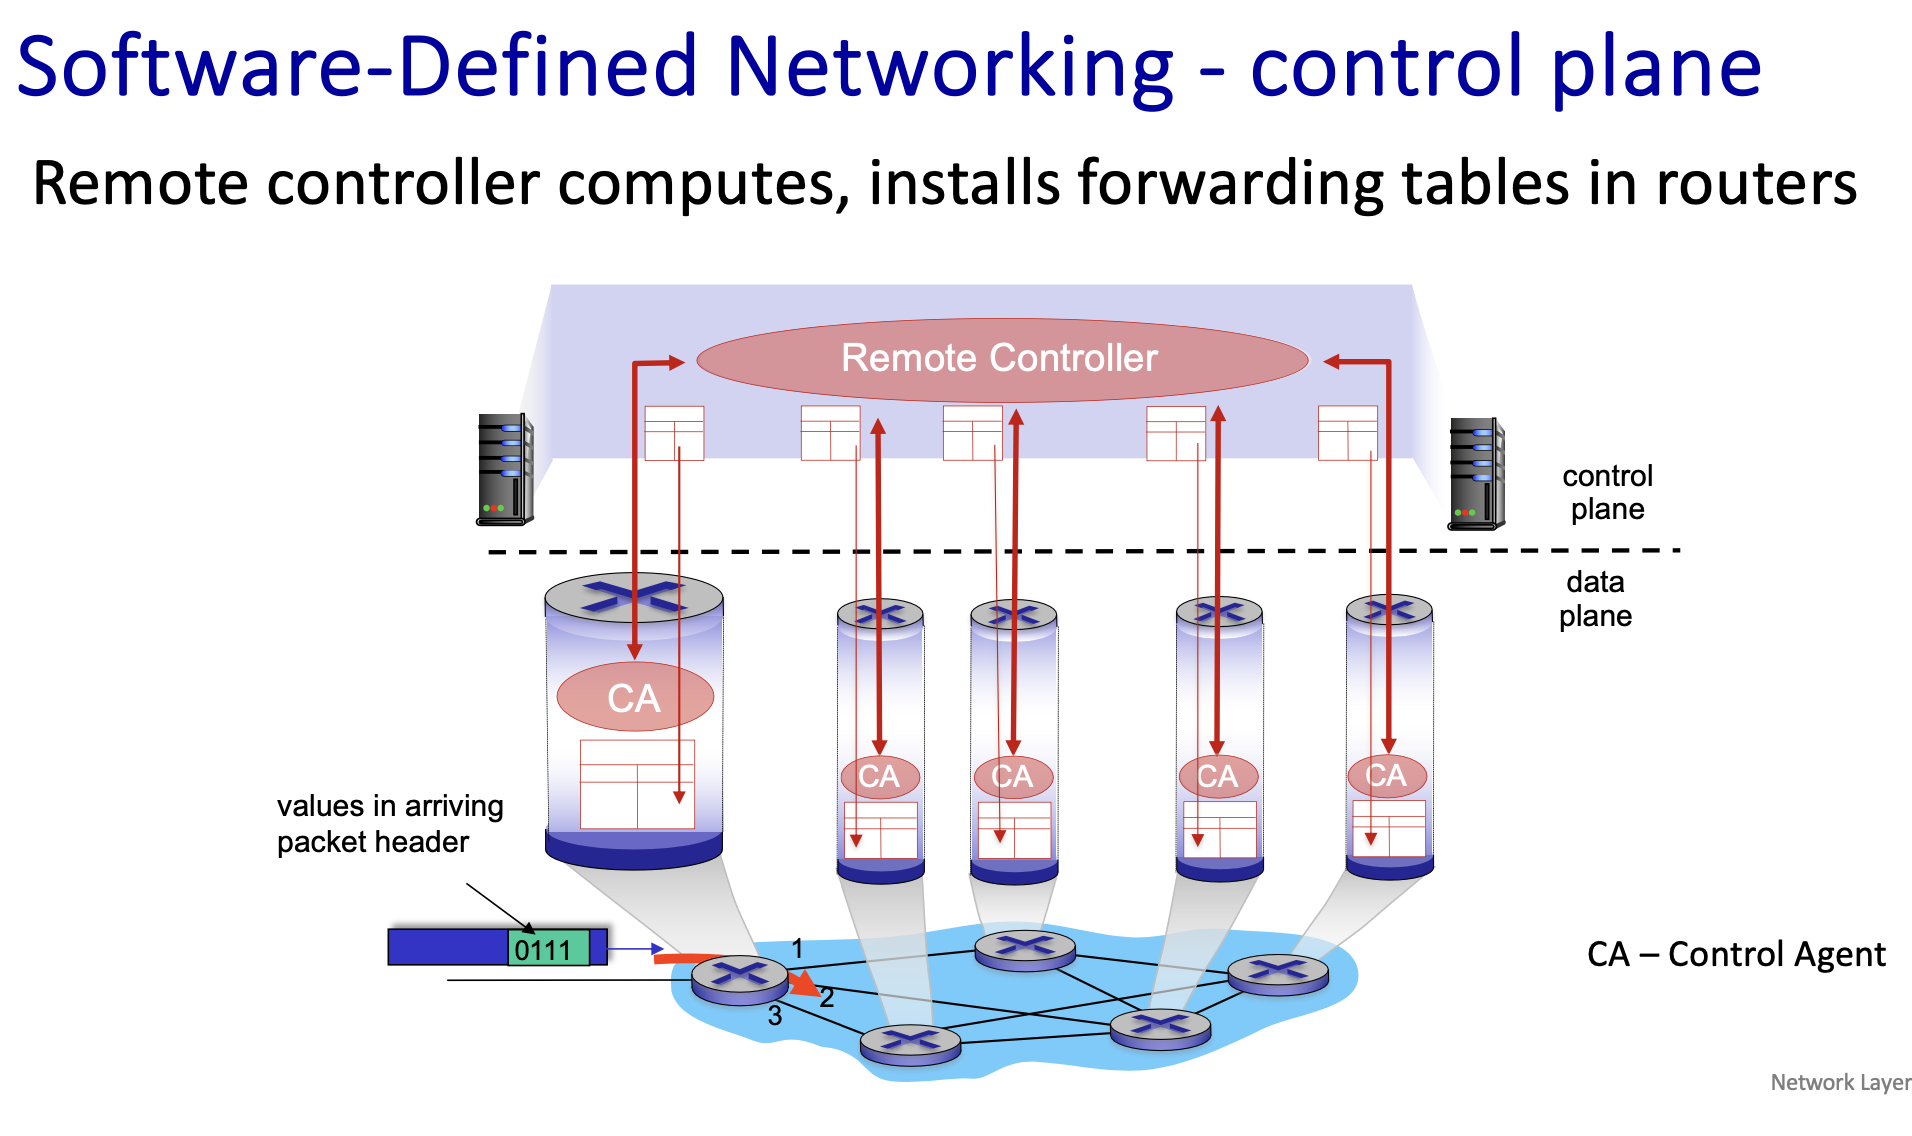 Software-Defined Networking - control plane
Remote controller computes, installs forwarding tables in routers
Remote Controller
control
plane
data
plane
CA
CA
CA
CA
CA
values in arriving
packet header
0111
1
2
3
CA – Control Agent
Network Layer